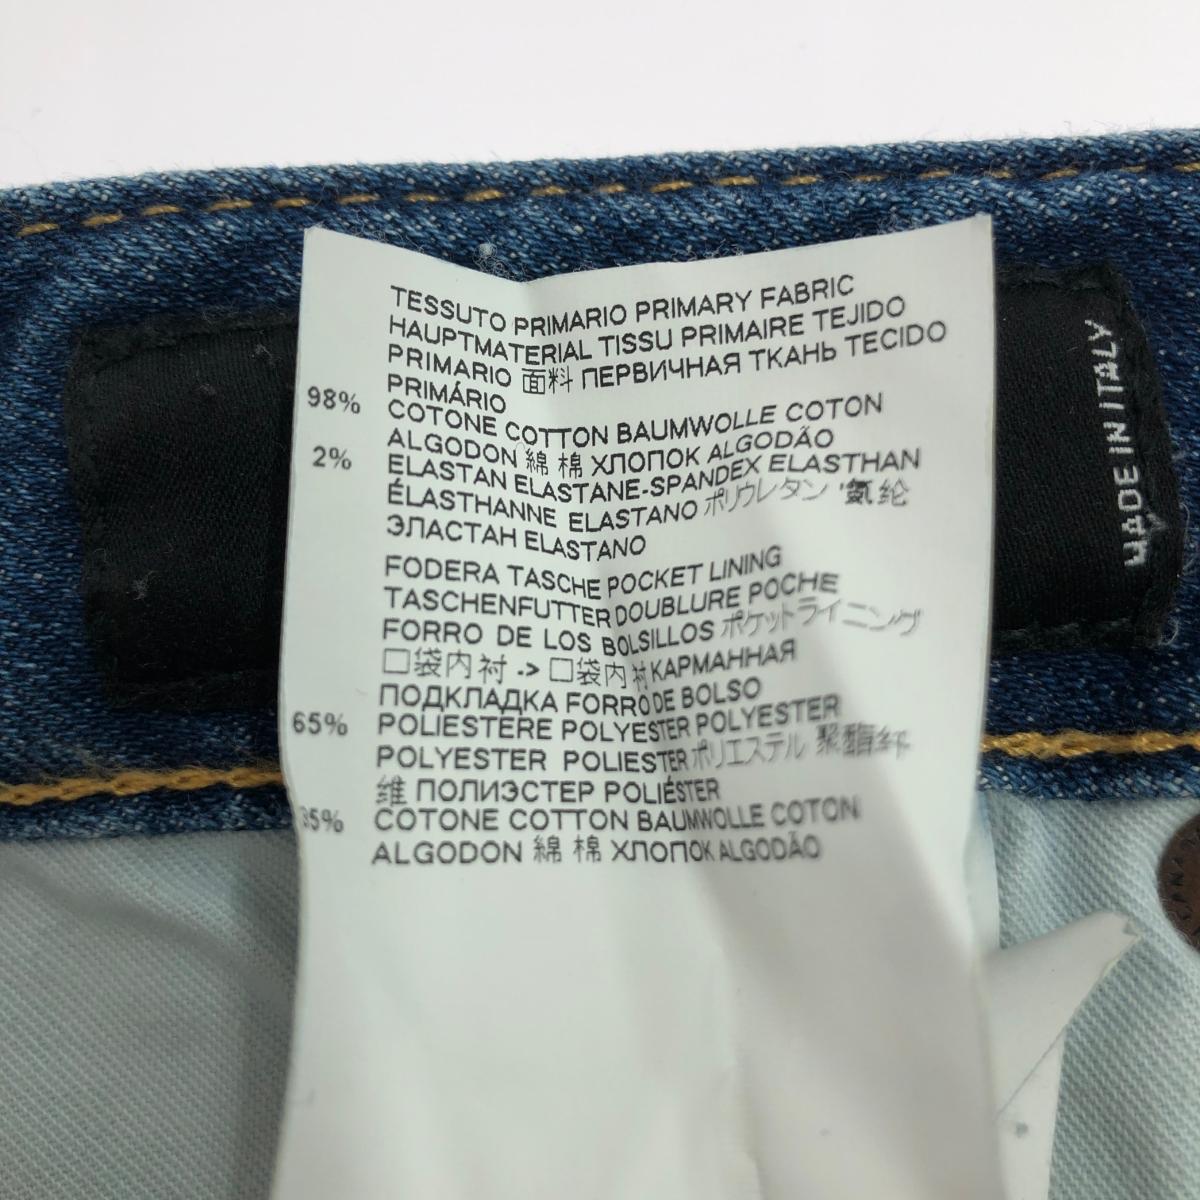 TESSUTO PRIMARIO PRIMARY FABRIC
HAUPTMATERIAL TISSU PRIMAIRE TEJIDO
PRIMARIO 面料 ПЕРВИЧНАЯ ТКАНЬ TECIDO
PRIMÁRIO
98% COTONE COTTON BAUMWOLLE COTON
ALGODON 綿 棉 ХЛОПОК ALGODÃO
2% ELASTAN ELASTANE-SPANDEX ELASTHAN
ÉLASTHANNE ELASTANO ポリウレタン '氨纶
ЭЛАСТАН ELASTANO
FODERA TASCHE POCKET LINING
TASCHENFUTTER DOUBLURE POCHE
FORRO DE LOS BOLSILLOS ポケットライニング
口袋内衬 -> 口袋内衬 КАРМАННАЯ
ПОДКЛАДКА FORRO DE BOLSO
65% POLIESTERE POLYESTER POLYESTER
POLYESTER POLIESTER ポリエステル 聚酯纤
维 ПОЛИЭСТЕР POLIÉSTER
35% COTONE COTTON BAUMWOLLE COTON
ALGODON 綿 棉 ХЛОПОК ALGODÃO
MADE IN ITALY